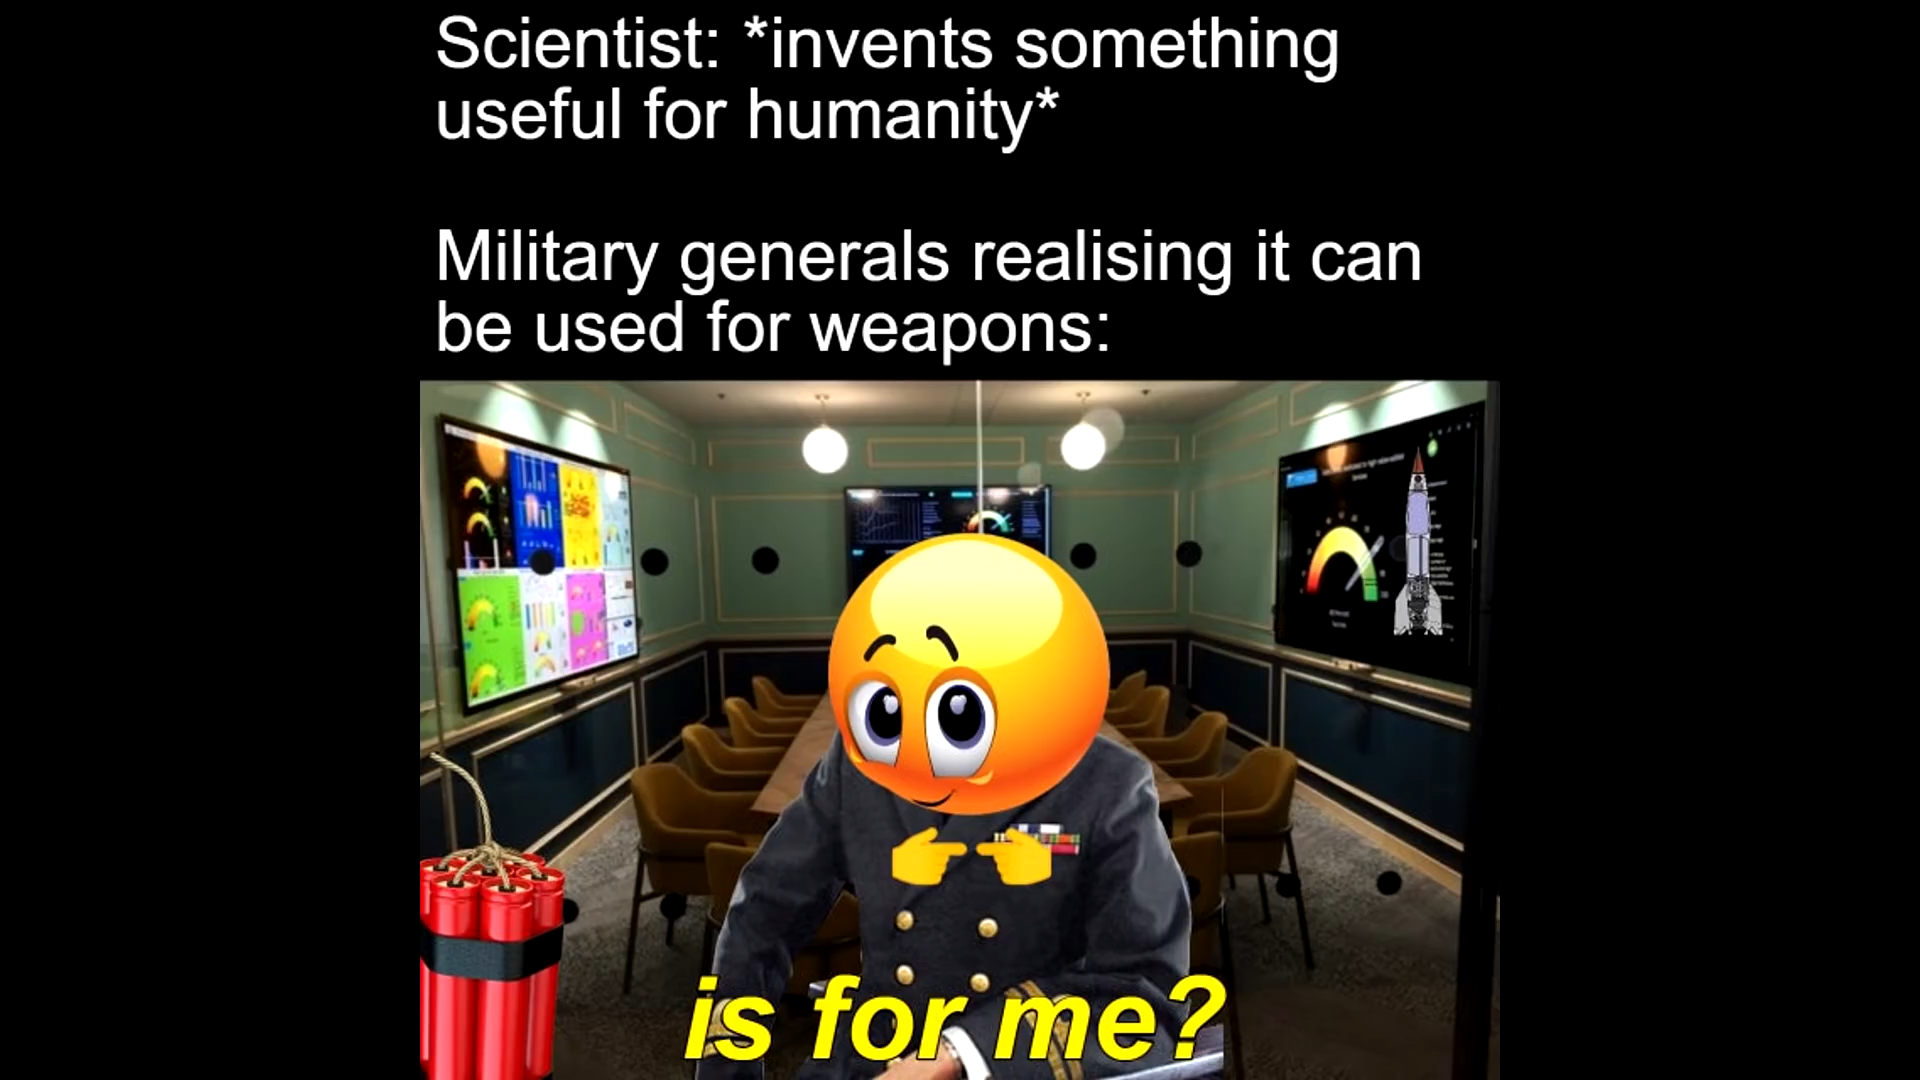 Scientist: *invents something
useful for humanity*
Military generals realising it can
be used for weapons:
is for me?